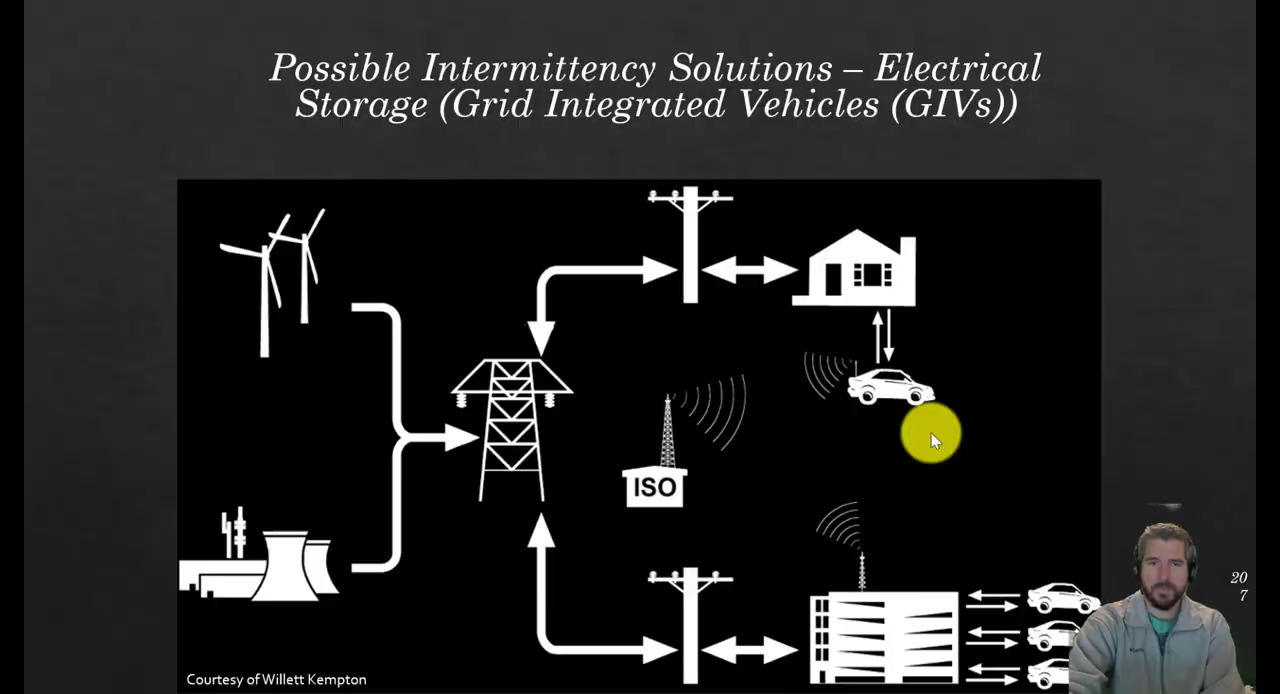 Possible Intermittency Solutions – Electrical
Storage (Grid Integrated Vehicles (GIVs))
ISO
Courtesy of Willett Kempton
20
7